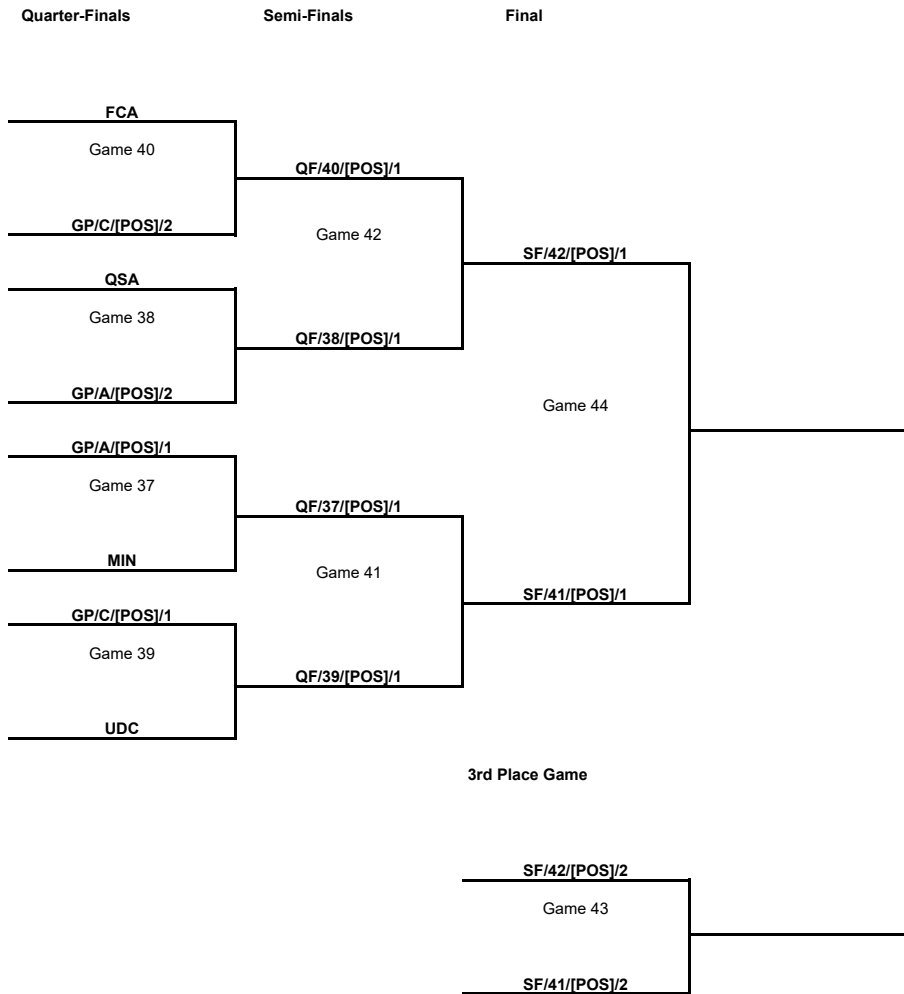 Quarter-Finals Semi-Finals Final
FCA
Game 40
QF/40/[POS]/1
GP/C/[POS]/2
Game 42
SF/42/[POS]/1
QSA
Game 38
QF/38/[POS]/1
GP/A/[POS]/2
Game 44
GP/A/[POS]/1
Game 37
QF/37/[POS]/1
MIN
Game 41
SF/41/[POS]/1
GP/C/[POS]/1
Game 39
QF/39/[POS]/1
UDC
3rd Place Game
SF/42/[POS]/2
Game 43
SF/41/[POS]/2